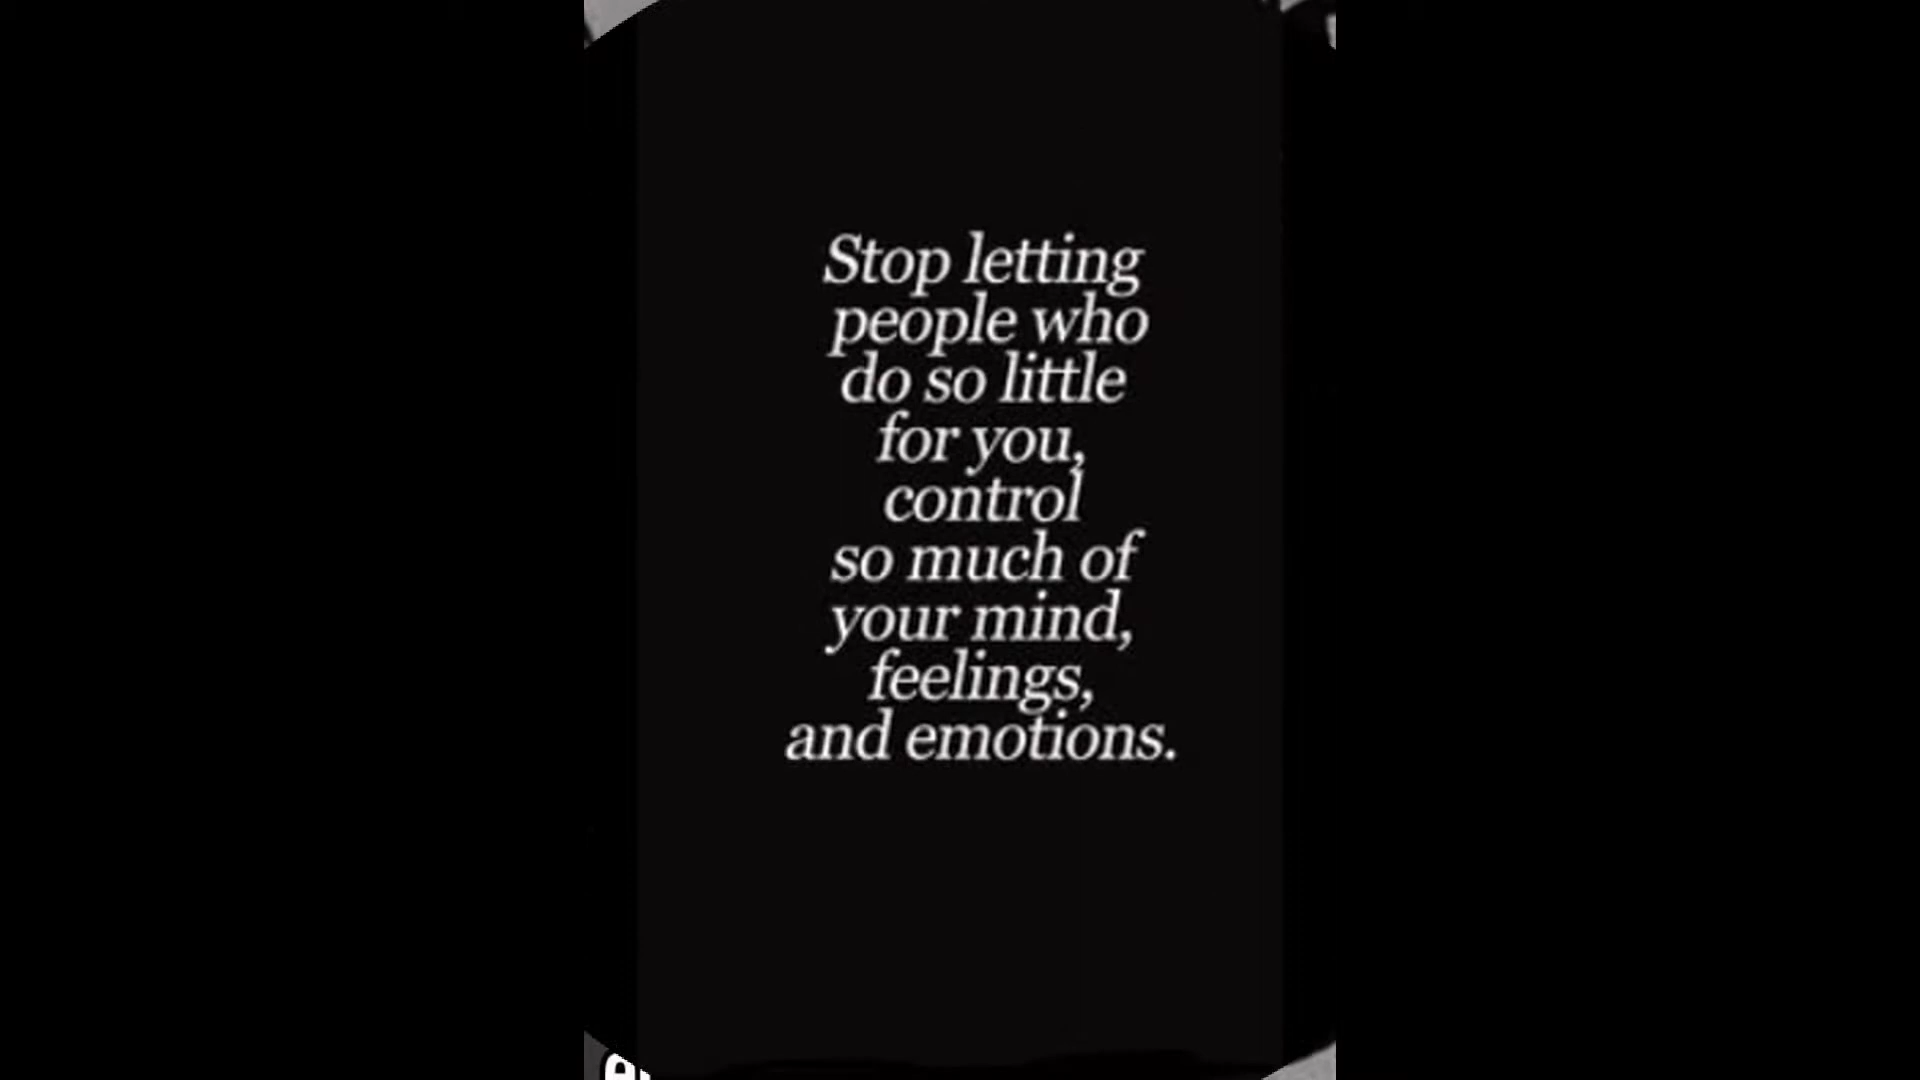 Stop letting
people who
do so little
for you,
control
so much of
your mind,
feelings,
and emotions.